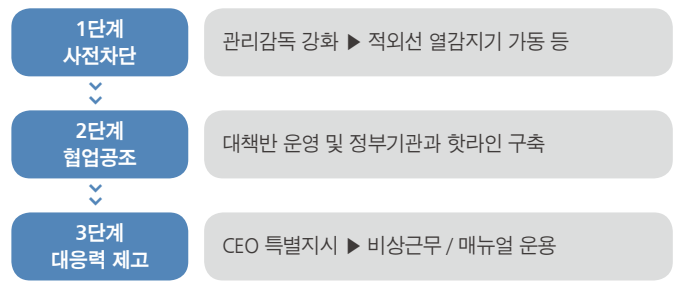 1단계
사전차단
관리감독 강화 ▶ 적외선 열감지기 가동 등
2단계
협업공조
대책반 운영 및 정부기관과 핫라인 구축
3단계
대응력 제고
CEO 특별지시 ▶ 비상근무 / 매뉴얼 운용